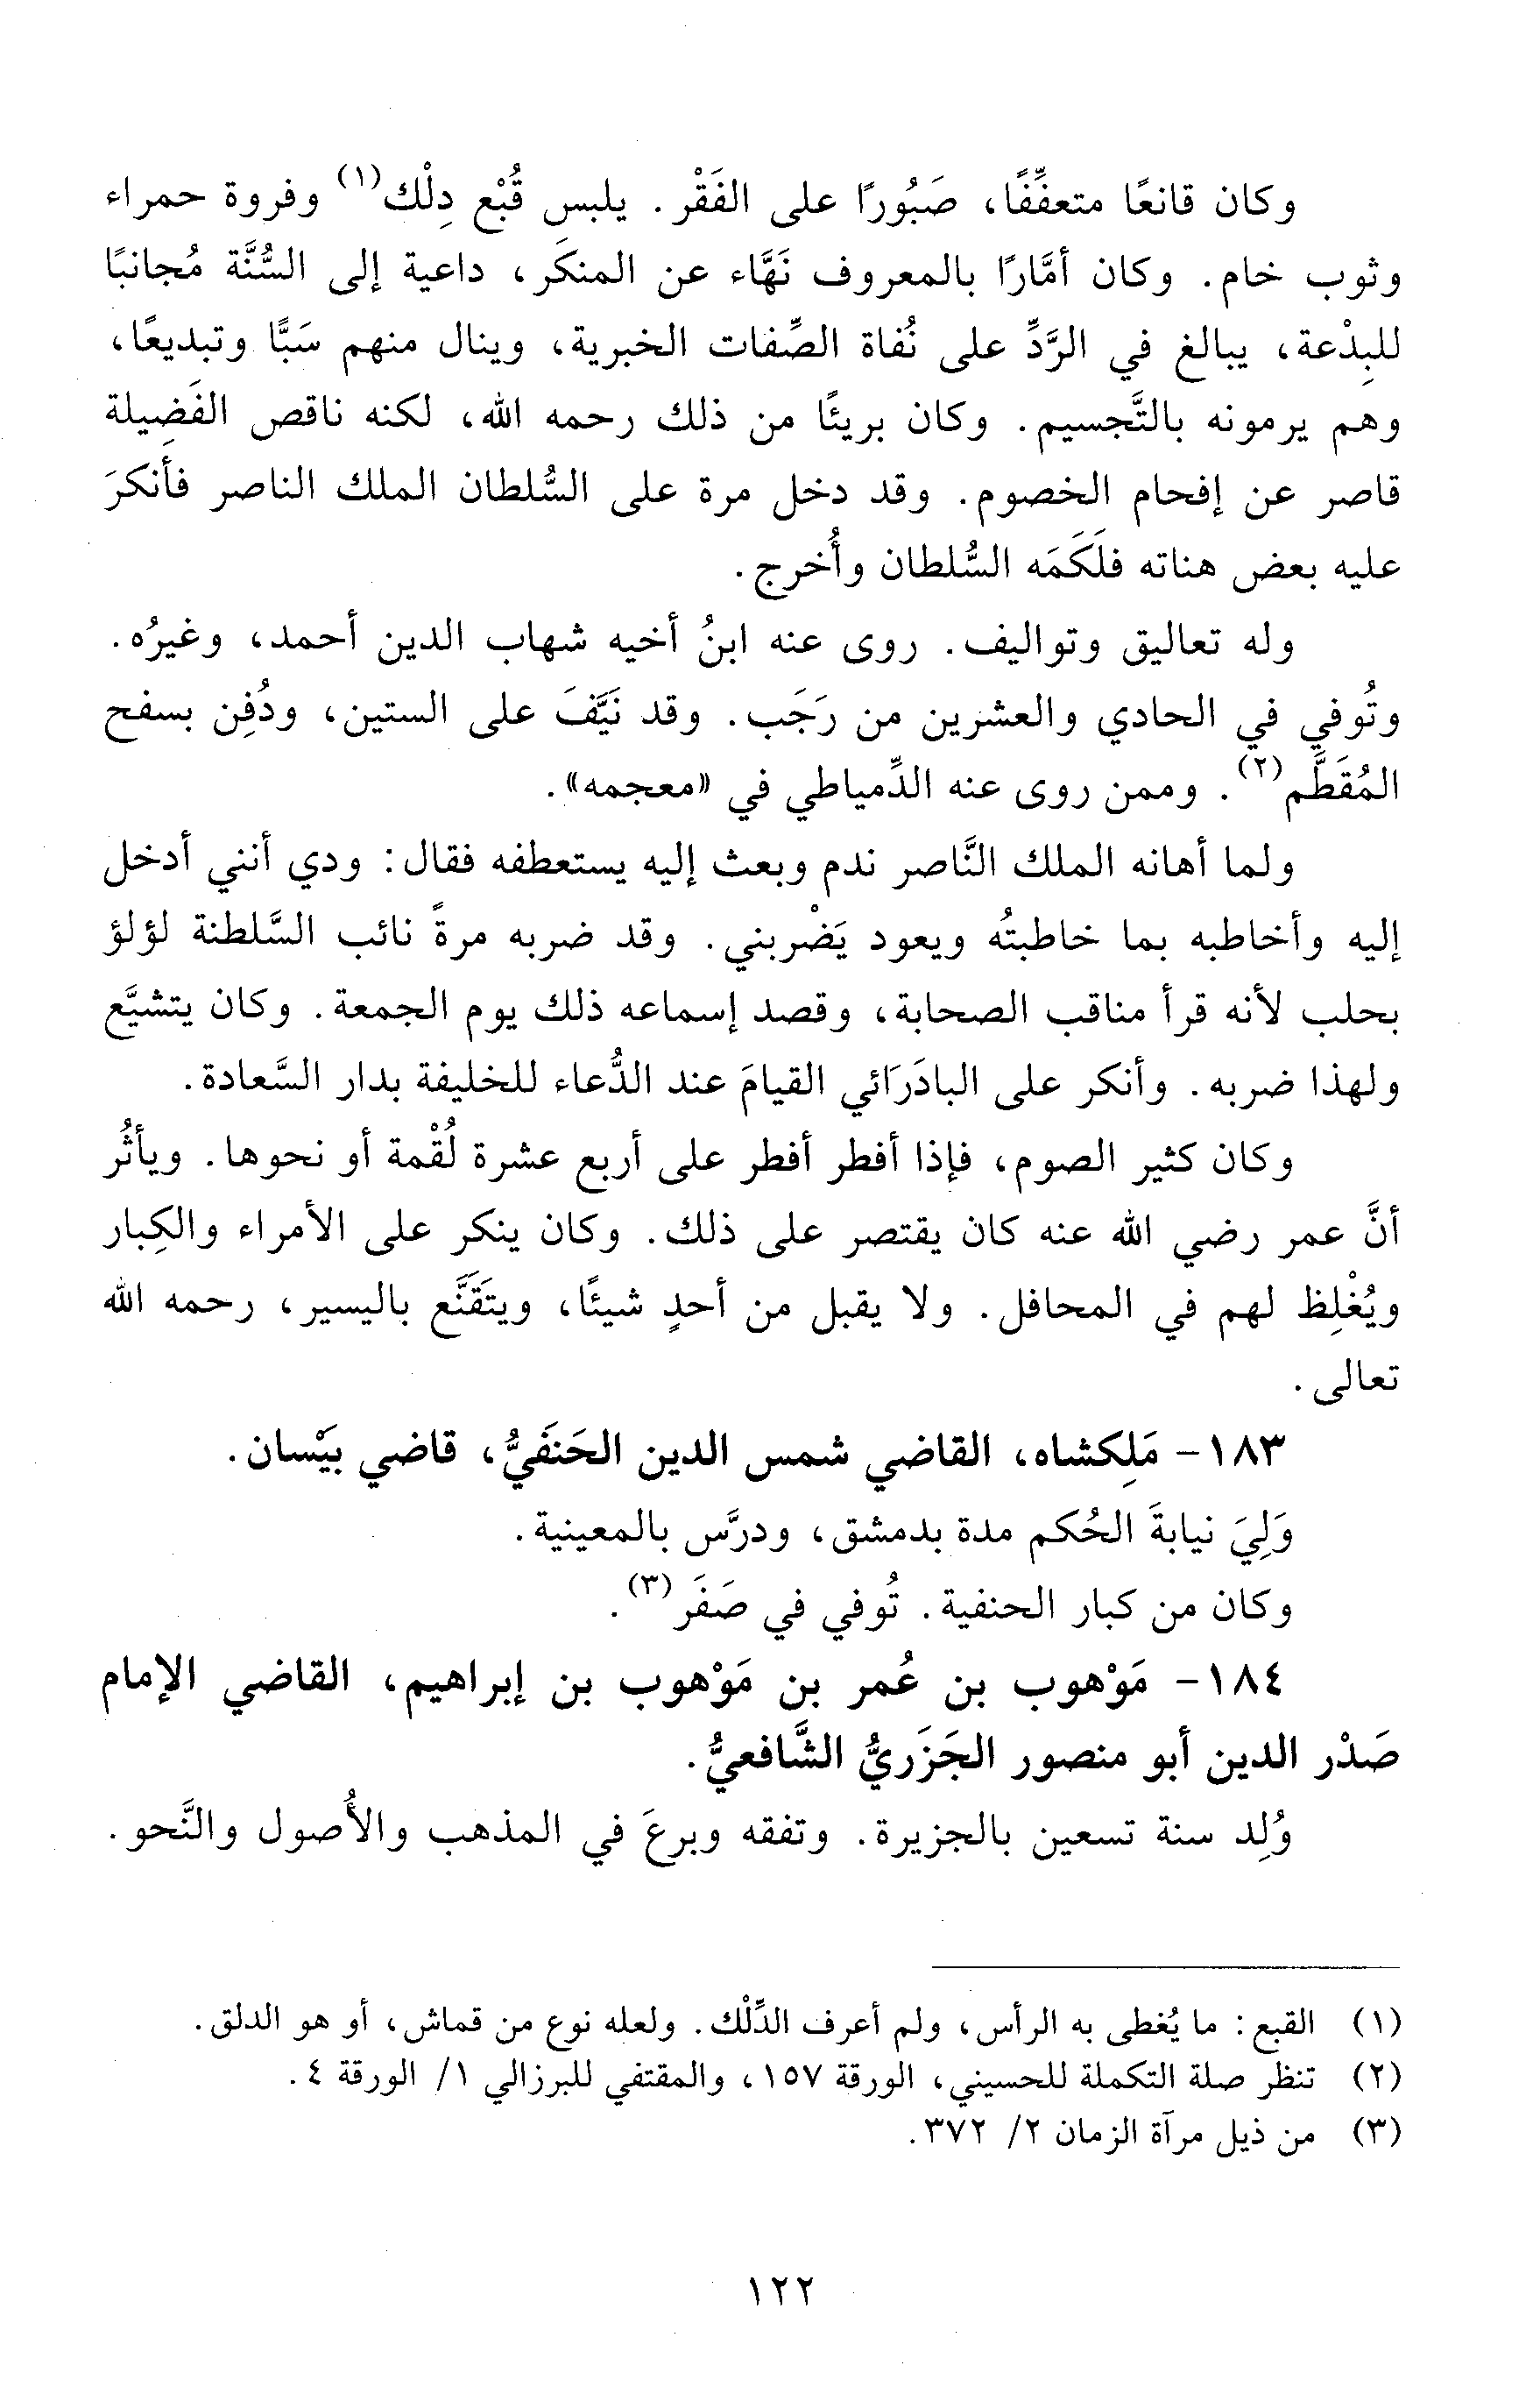 وكان قانعًا متعفِّفًا، صَبُورًا على الفَقْر. يلبس قُبْع دِلْك(١) وفروة حمراء
وثوب خام. وكان أمَّارًا بالمعروف نَهَّاء عن المنكَر، داعية إلى السُّنَّة مُجانبًا
للبِدْعة، يبالغ في الرَّدِّ على نُفاة الصِّفات الخبرية، وينال منهم سَبًّا وتبديعًا،
وهم يرمونه بالتَّجسيم. وكان بريئًا من ذلك رحمه الله، لكنه ناقص الفَضِيلة
قاصر عن إفحام الخصوم. وقد دخل مرة على السُّلطان الملك الناصر فأنكرَ
عليه بعض هناته فلَكَمَه السُّلطان وأُخرج.
وله تعاليق وتواليف. روى عنه ابنُ أخيه شهاب الدين أحمد، وغيرُه.
وتُوفي في الحادي والعشرين من رَجَب. وقد نَيَّفَ على الستين، ودُفِن بسفح
المُقَطَّم(٢). وممن روى عنه الدِّمياطي في «معجمه».
ولما أهانه الملك النَّاصر ندم وبعث إليه يستعطفه فقال: ودي أنني أدخل
إليه وأخاطبه بما خاطبتُه ويعود يَضْربني. وقد ضربه مرةً نائب السَّلطنة لؤلؤ
بحلب لأنه قرأ مناقب الصحابة، وقصد إسماعه ذلك يوم الجمعة. وكان يتشيَّع
ولهذا ضربه. وأنكر على البادَرَائي القيامَ عند الدُّعاء للخليفة بدار السَّعادة.
وكان كثير الصوم، فإذا أفطر أفطر على أربع عشرة لُقْمة أو نحوها. ويأثُر
أنَّ عمر رضي الله عنه كان يقتصر على ذلك. وكان ينكر على الأمراء والكِبار
ويُغْلِظ لهم في المحافل. ولا يقبل من أحدٍ شيئًا، ويتَقَنَّع باليسير، رحمه الله
تعالى.
١٨٣- مَلِكشاه، القاضي شمس الدين الحَنفَيُّ، قاضي بَيْسان.
وَلِيَ نيابةَ الحُكم مدة بدمشق، ودرَّس بالمعينية.
وكان من كبار الحنفية. تُوفي في صَفَر(٣).
١٨٤- مَوْهوب بن عُمر بن مَوْهوب بن إبراهيم، القاضي الإمام
صَدْر الدين أبو منصور الجَزَريُّ الشَّافعيُّ.
وُلِد سنة تسعين بالجزيرة. وتفقه وبرعَ في المذهب والأُصول والنَّحو.
(١) القبع: ما يُغطى به الرأس، ولم أعرف الدِّلْك. ولعله نوع من قماش، أو هو الدلق.
(٢) تنظر صلة التكملة للحسيني، الورقة ١٥٧، والمقتفي للبرزالي ١/ الورقة ٤.
(٣) من ذيل مرآة الزمان ٢/ ٣٧٢.
١٢٢